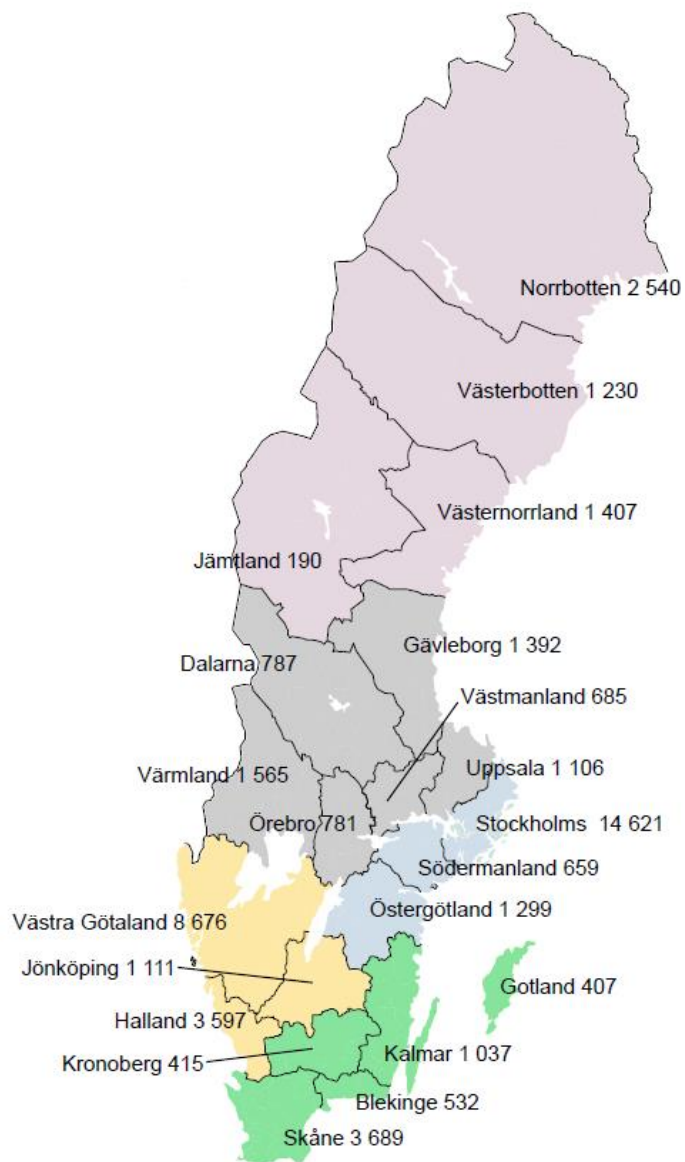 Norrbotten 2 540
Västerbotten 1 230
Västernorrland 1 407
Jämtland 190
Gävleborg 1 392
Dalarna 787
Västmanland 685
Uppsala 1 106
Värmland 1 565
Örebro 781
Stockholms 14 621
Södermanland 659
Östergötland 1 299
Västra Götaland 8 676
Jönköping 1 111
Gotland 407
Halland 3 597
Kalmar 1 037
Kronoberg 415
Blekinge 532
Skåne 3 689